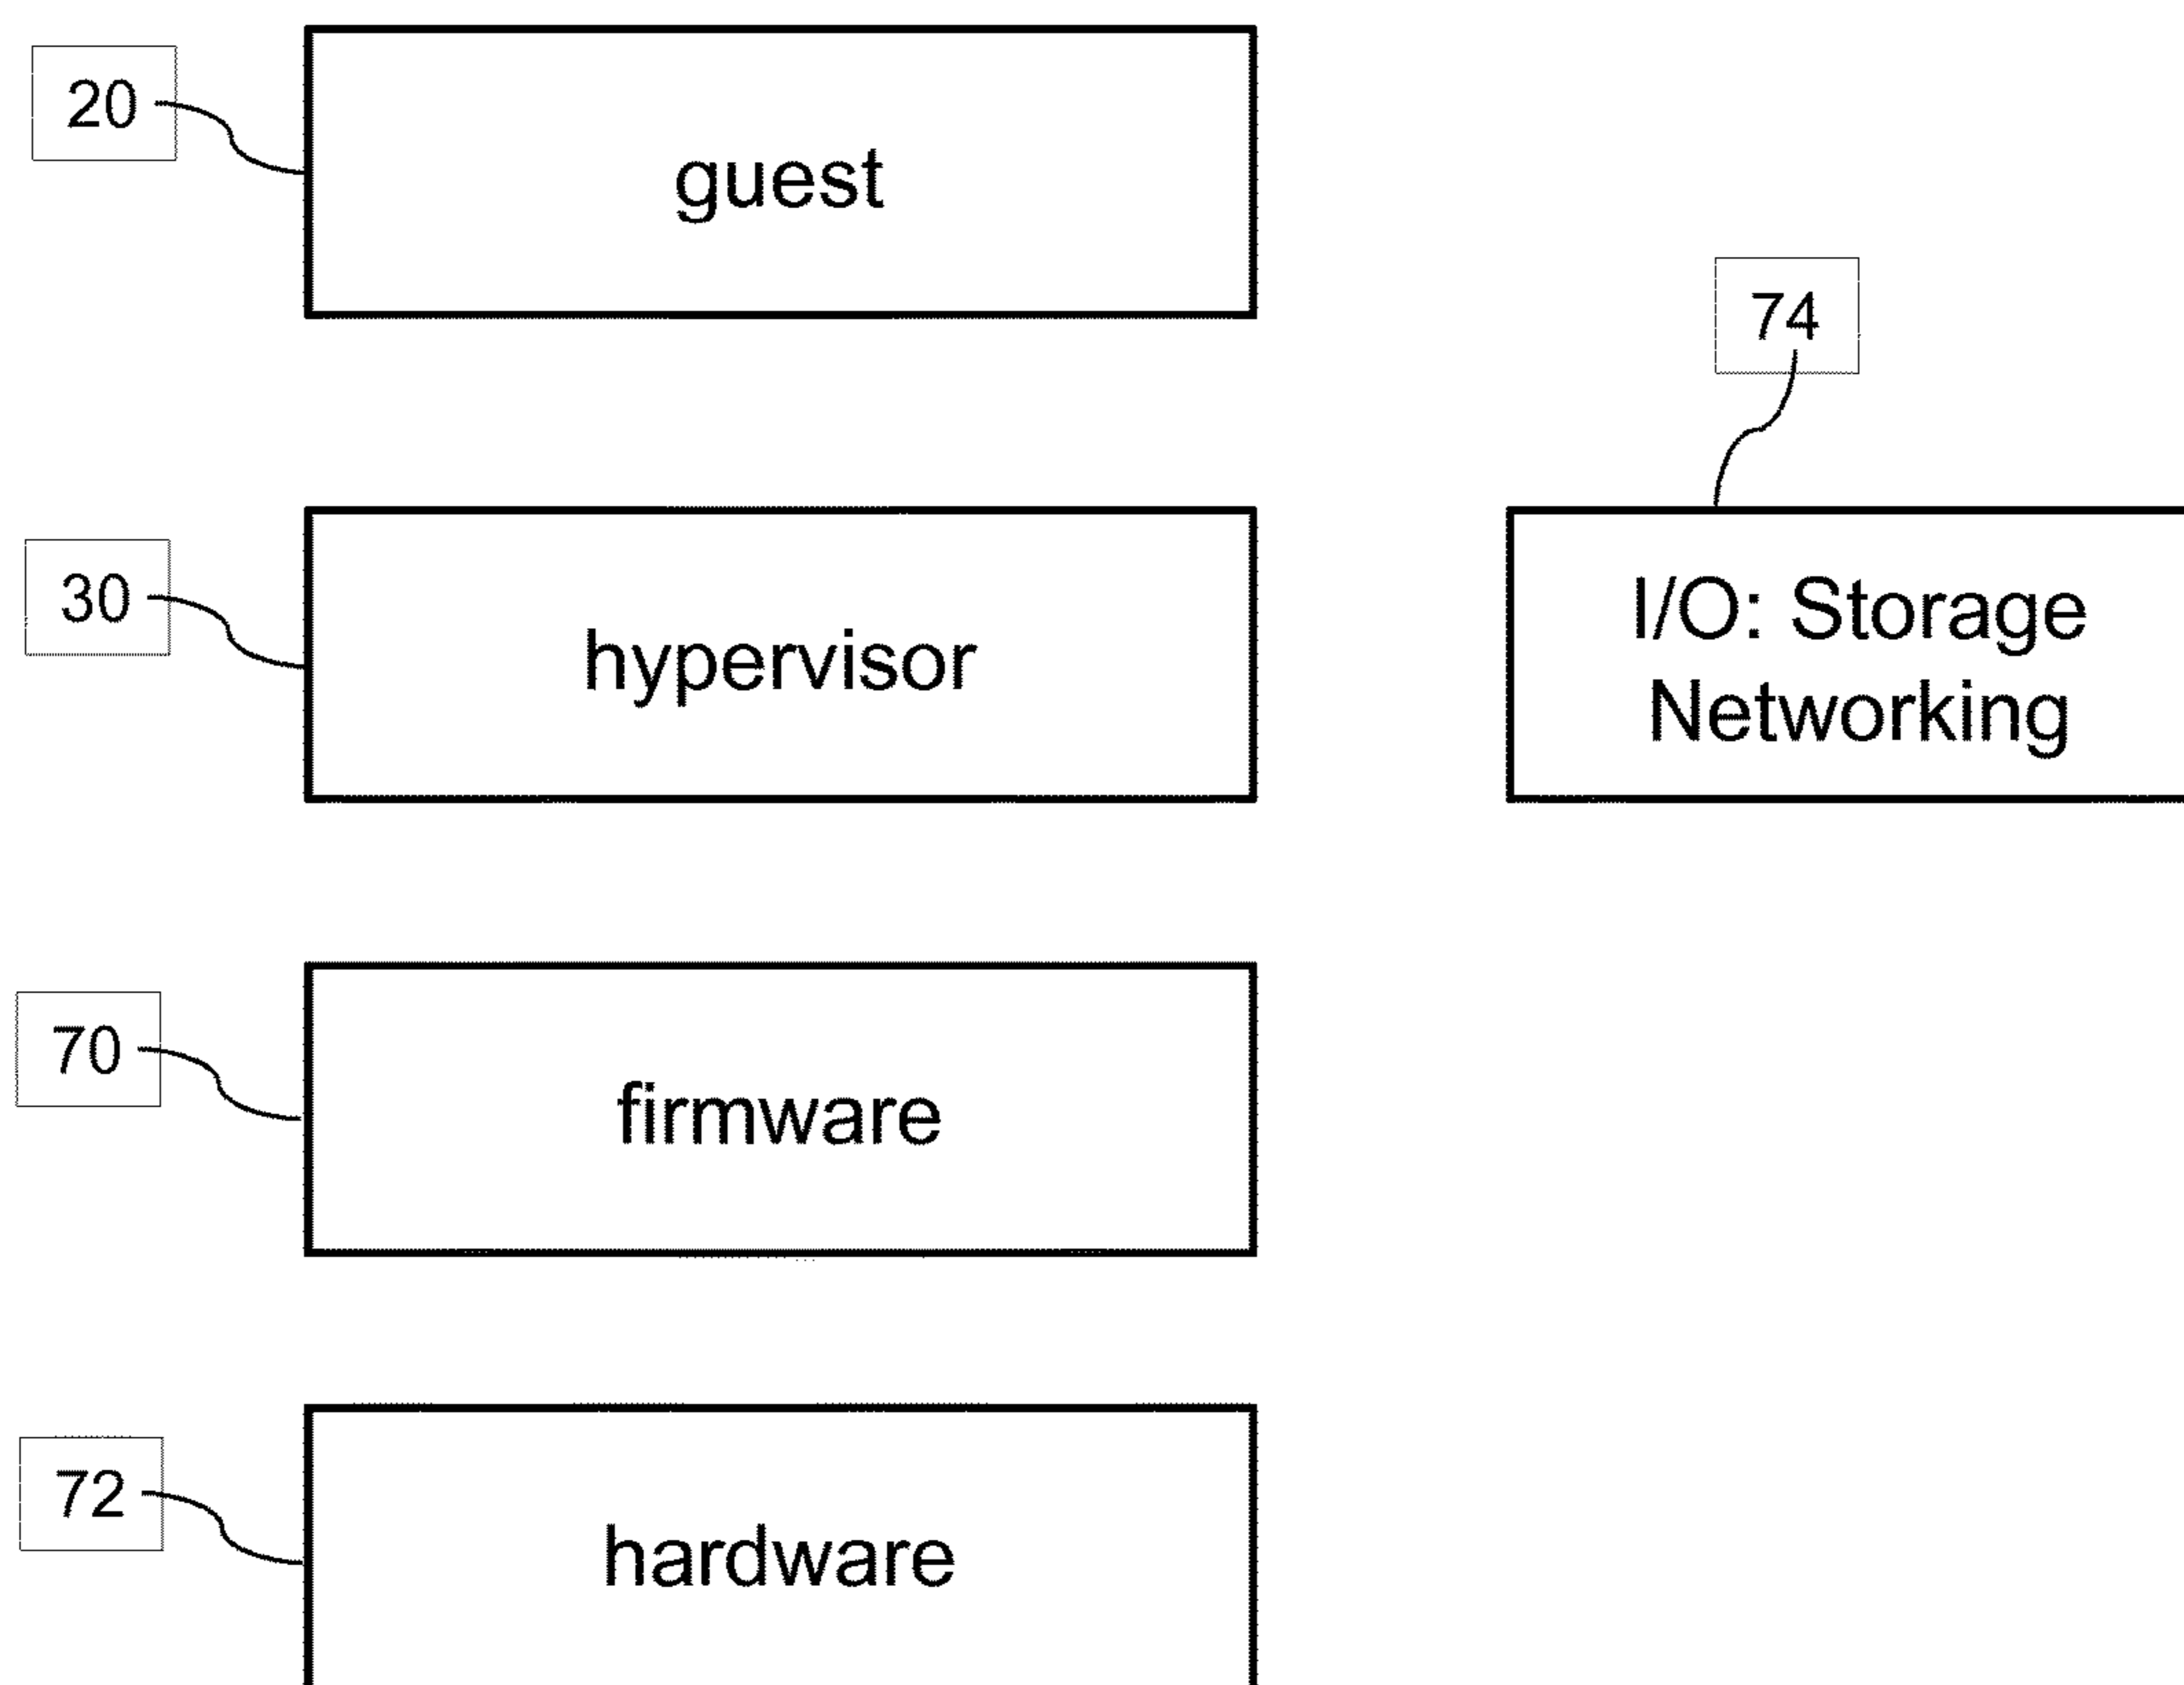 20
guest
74
30
hypervisor
I/O: Storage
Networking
70
firmware
72
hardware